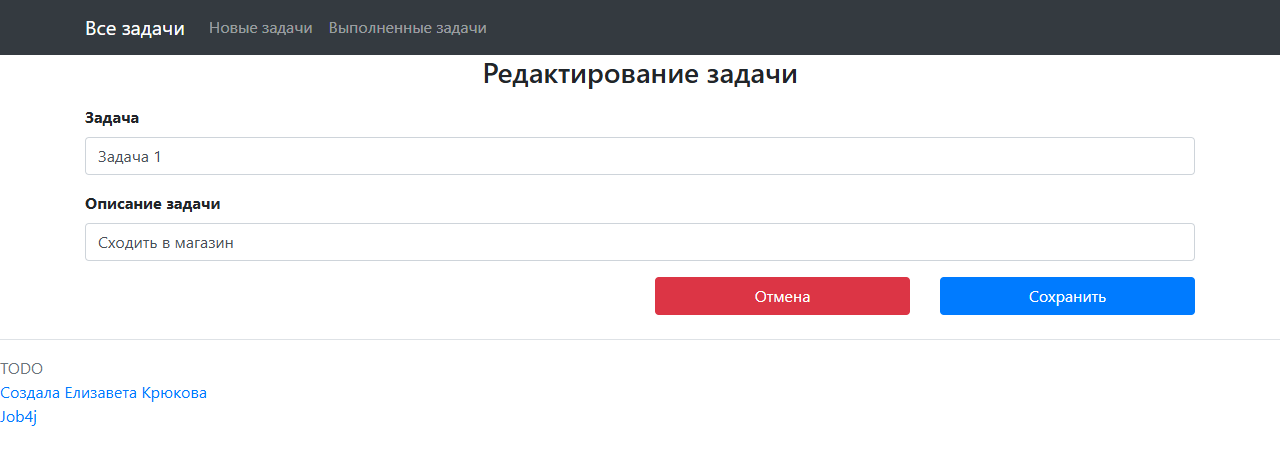 Все задачи Новые задачи Выполненные задачи
Редактирование задачи
Задача
Задача 1
Описание задачи
Сходить в магазин
Отмена Сохранить
TODO
Создала Елизавета Крюкова
Job4j